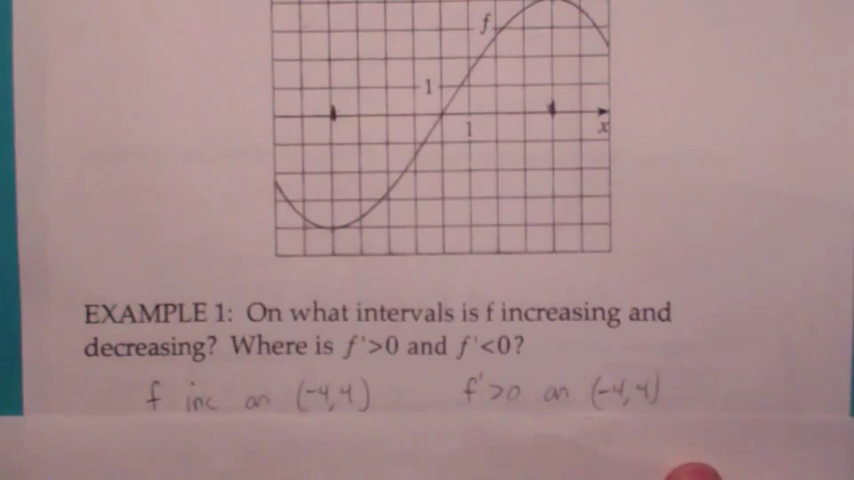 f
1
1
x
EXAMPLE 1: On what intervals is f increasing and
decreasing? Where is f'>0 and f'<0?
f inc on (-4,4) f'>0 on (-4,4)